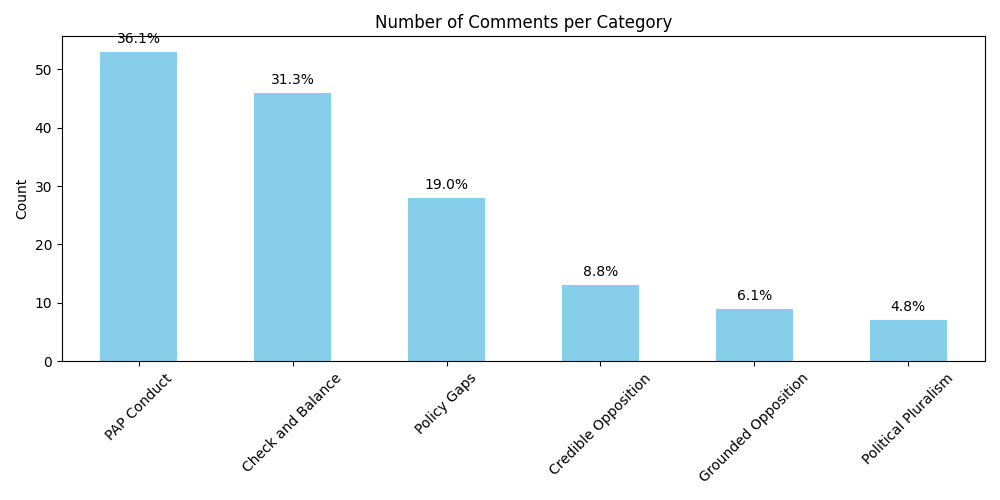 Number of Comments per Category
36.1%
31.3%
19.0%
8.8%
6.1%
4.8%
Count
50
40
30
20
10
0
PAP Conduct
Check and Balance
Policy Gaps
Credible Opposition
Grounded Opposition
Political Pluralism